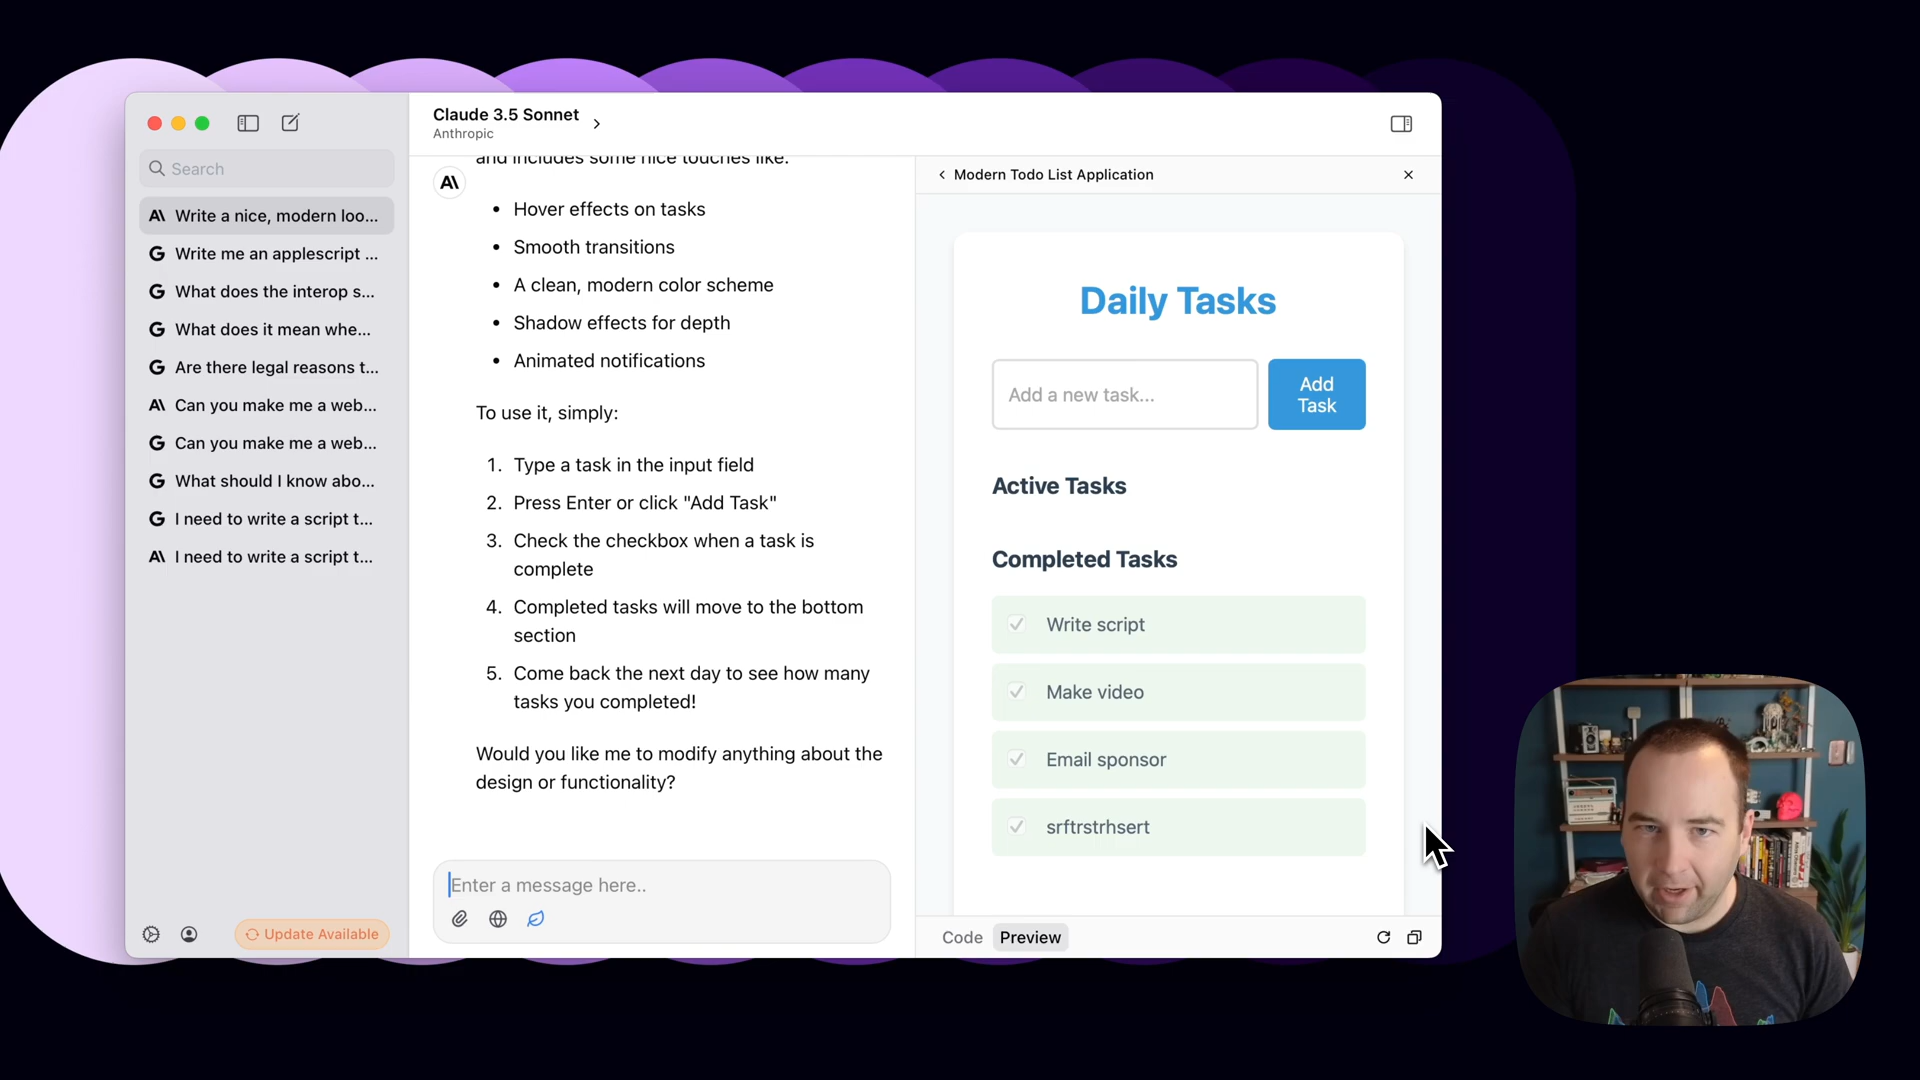 Search
Write a nice, modern loo...
Write me an applescript ...
What does the interop s...
What does it mean whe...
Are there legal reasons t...
Can you make me a web...
Can you make me a web...
What should I know abo...
I need to write a script t...
I need to write a script t...
Update Available
Claude 3.5 Sonnet
Anthropic
and includes some nice touches like:
• Hover effects on tasks
• Smooth transitions
• A clean, modern color scheme
• Shadow effects for depth
• Animated notifications
To use it, simply:
1. Type a task in the input field
2. Press Enter or click "Add Task"
3. Check the checkbox when a task is
complete
4. Completed tasks will move to the bottom
section
5. Come back the next day to see how many
tasks you completed!
Would you like me to modify anything about the
design or functionality?
Enter a message here..
Modern Todo List Application
Daily Tasks
Add a new task...
Add
Task
Active Tasks
Completed Tasks
Write script
Make video
Email sponsor
srftrstrhsert
Code
Preview